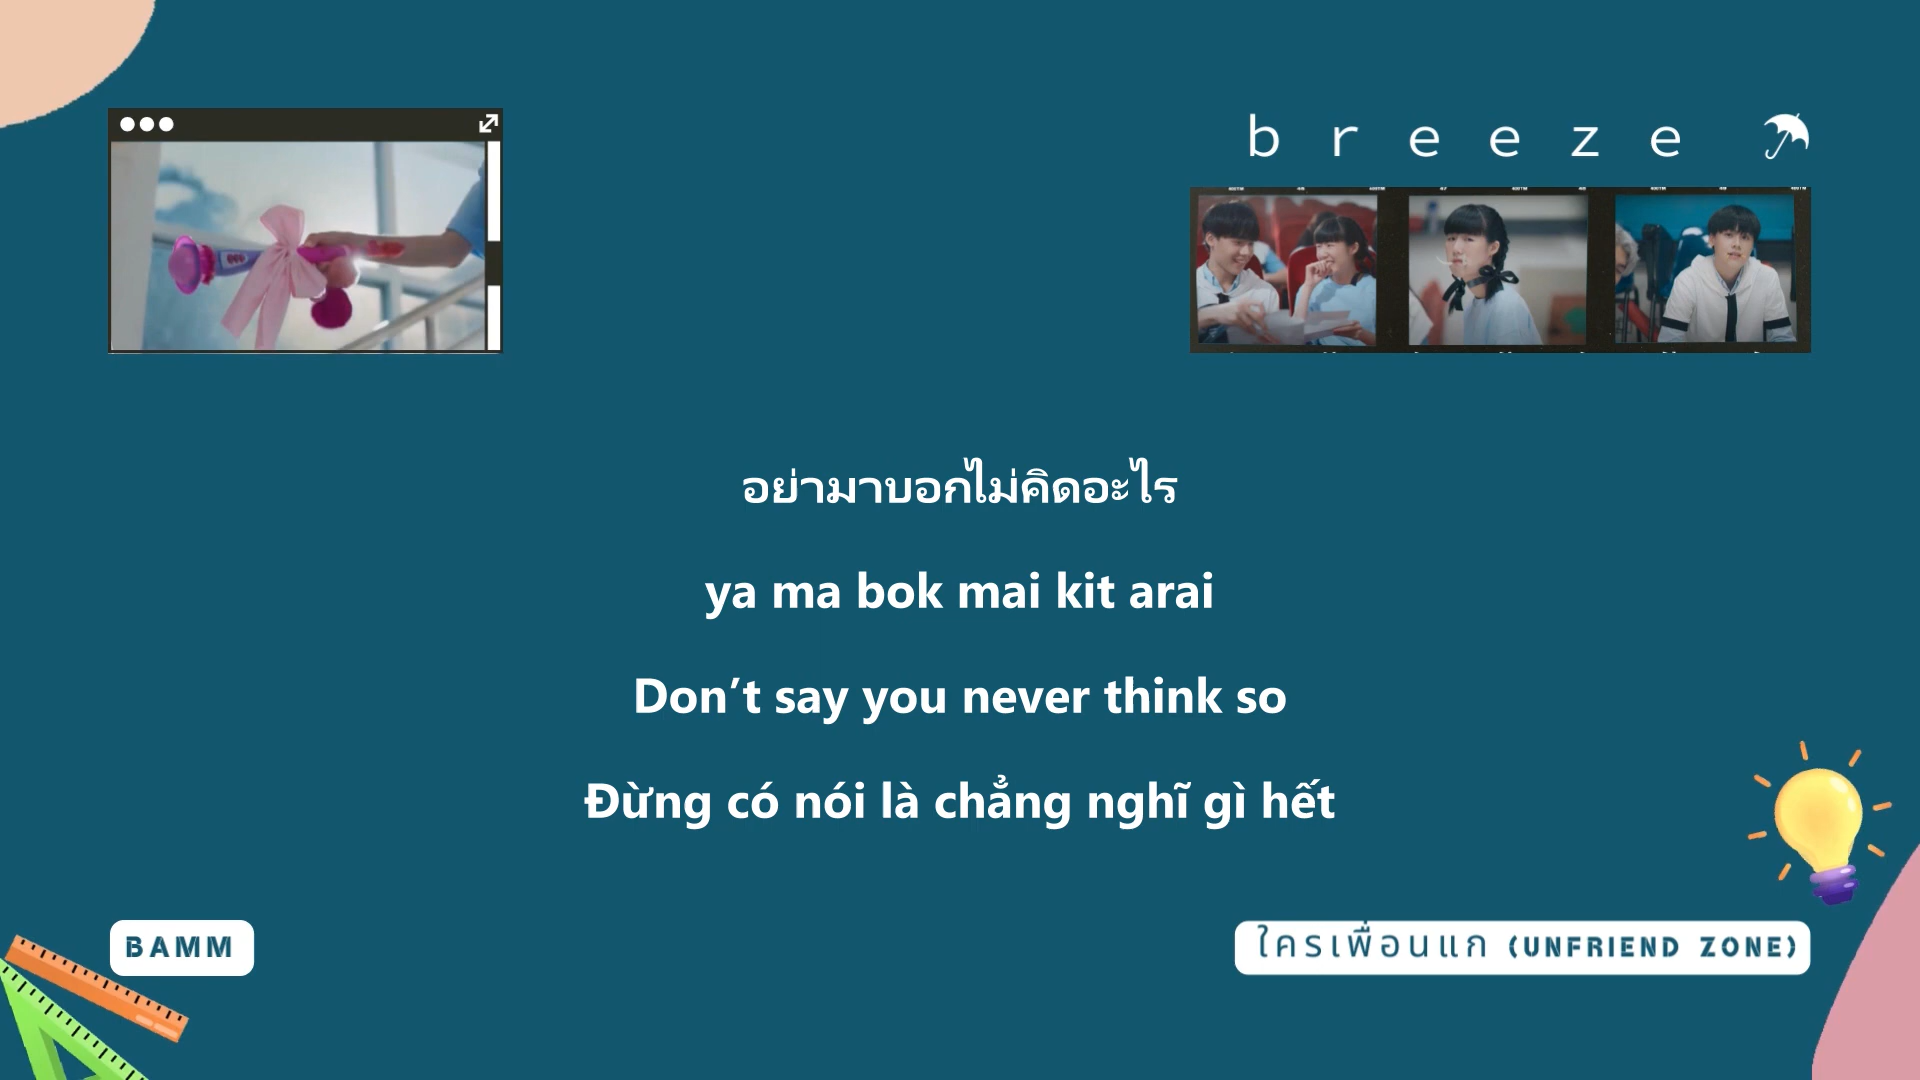 breeze
อย่ามาบอกไม่คิดอะไร
ya ma bok mai kit arai
Don’t say you never think so
Đừng có nói là chẳng nghĩ gì hết
BAMM
ใครเพื่อนแก (UNFRIEND ZONE)